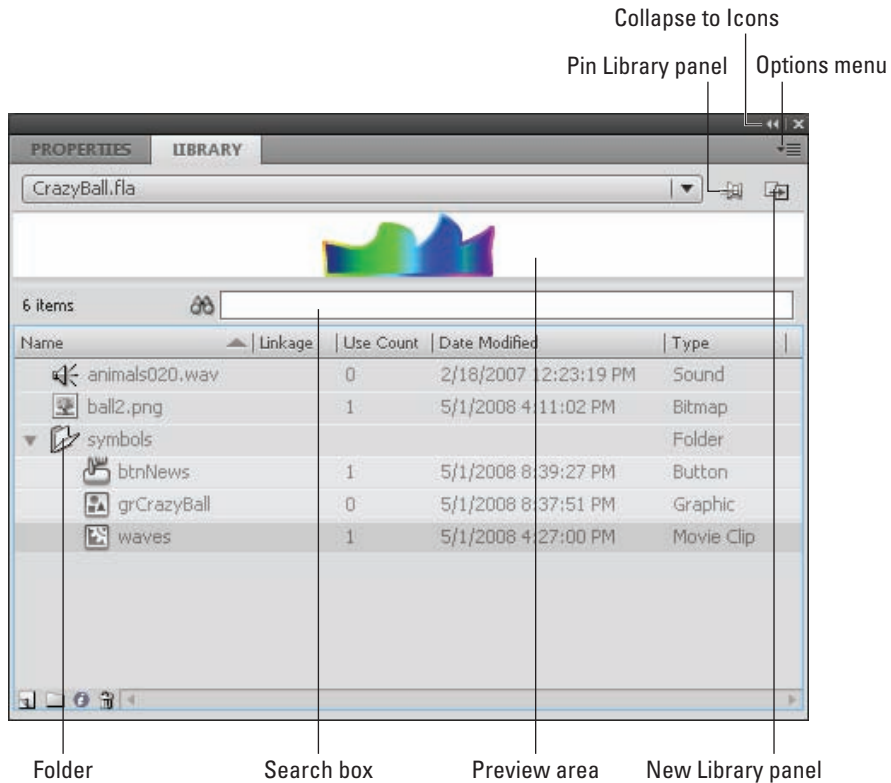 Collapse to Icons
Pin Library panel
Options menu
PROPERTIES
LIBRARY
CrazyBall.fla
6 items
Name Linkage Use Count Date Modified Type
animals020.wav 0 2/18/2007 12:23:19 PM Sound
ball2.png 1 5/1/2008 4:11:02 PM Bitmap
symbols Folder
btnNews 1 5/1/2008 8:39:27 PM Button
grCrazyBall 0 5/1/2008 8:37:51 PM Graphic
waves 1 5/1/2008 4:27:00 PM Movie Clip
Folder
Search box
Preview area
New Library panel